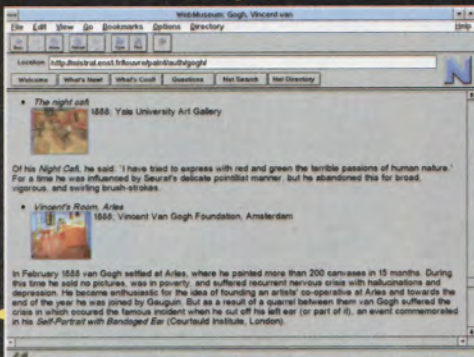 WebMuseum: Gogh, Vincent van
File Edit View Go Bookmarks Options Directory Help
Location: http://mistral.enst.fr/louvre/paint/auth/gogh/
Welcome What's New! What's Cool! Questions Net Search Net Directory
N
• The night café
1888; Yale University Art Gallery
Of his Night Café, he said: 'I have tried to express with red and green the terrible passions of human nature.'
For a time he was influenced by Seurat's delicate pointillist manner, but he abandoned this for broad,
vigorous, and swirling brush-strokes.
• Vincent's Room, Arles
1888; Vincent Van Gogh Foundation, Amsterdam
In February 1888 van Gogh settled at Arles, where he painted more than 200 canvases in 15 months. During
this time he sold no pictures, was in poverty, and suffered recurrent nervous crisis with hallucinations and
depression. He became enthusiastic for the idea of founding an artists' co-operative at Arles and towards the
end of the year he was joined by Gauguin. But as a result of a quarrel between them van Gogh suffered the
crisis in which occured the famous incident when he cut off his left ear (or part of it), an event commemorated
in his Self-Portrait with Bandaged Ear (Courtauld Institute, London).